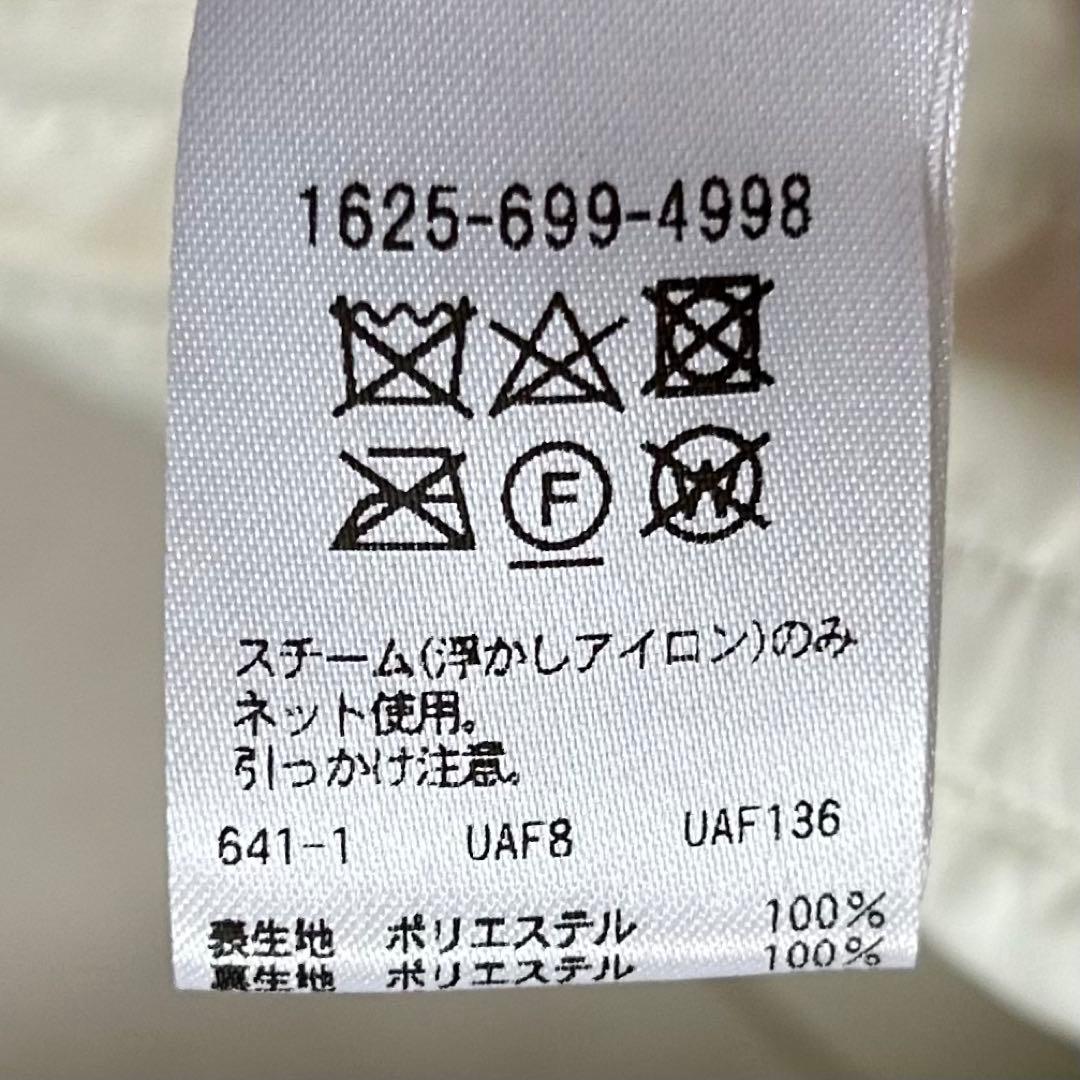 1625-699-4998
F
W
スチーム(浮かしアイロン)のみ
ネット使用。
引っかけ注意。
641-1 UAF8 UAF136
表生地 ポリエステル 100%
裏生地 ポリエステル 100%